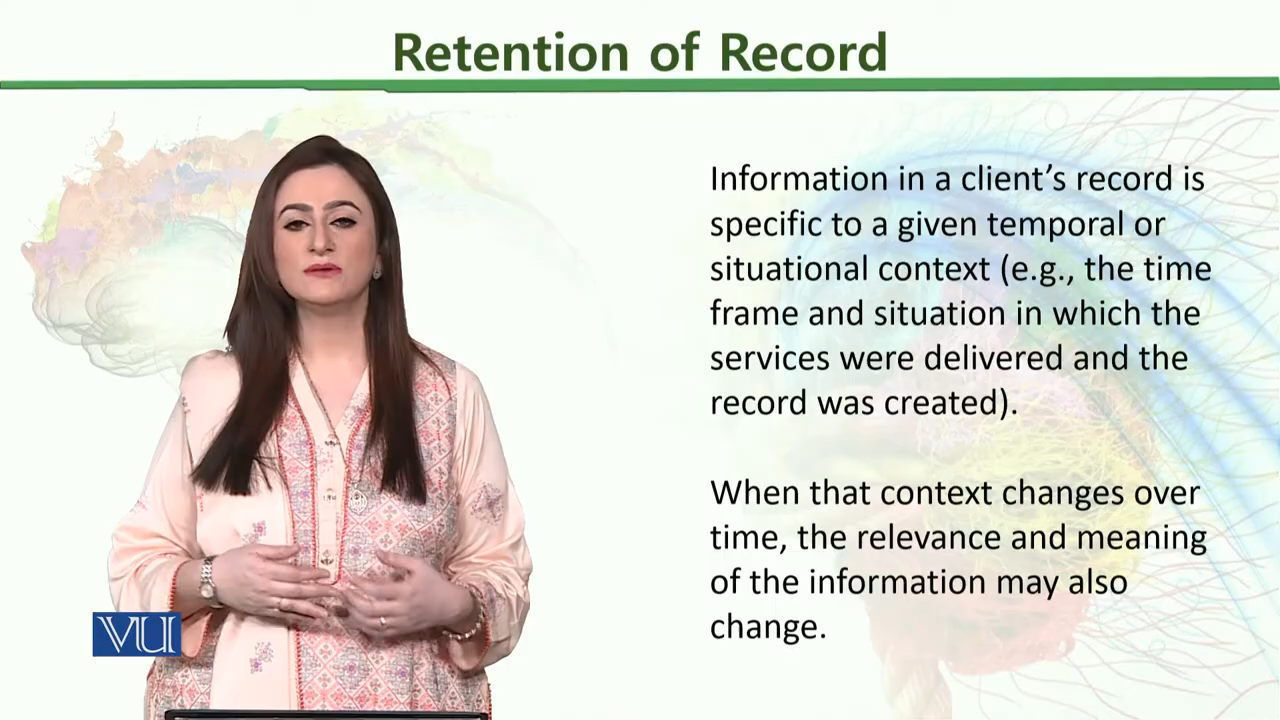 Retention of Record
Information in a client’s record is
specific to a given temporal or
situational context (e.g., the time
frame and situation in which the
services were delivered and the
record was created).
When that context changes over
time, the relevance and meaning
of the information may also
change.
VU